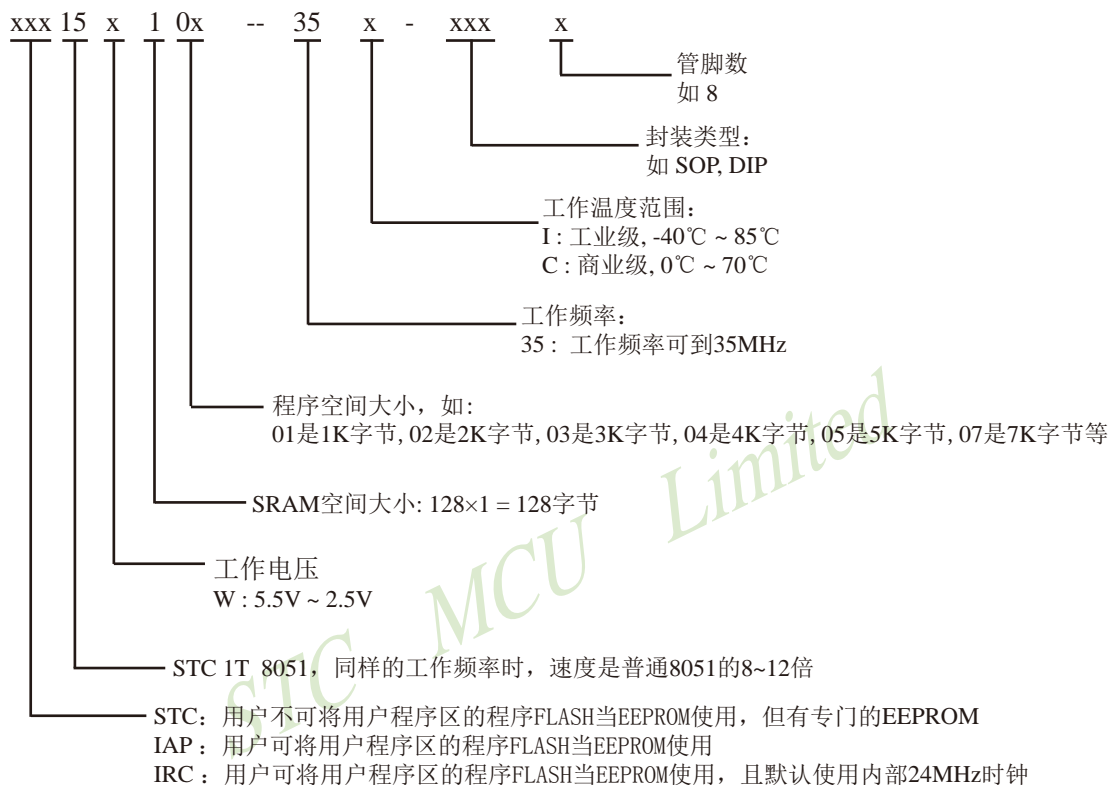 xxx 15 x 1 0x -- 35 x - xxx x
管脚数
如 8
封装类型：
如 SOP, DIP
工作温度范围：
I : 工业级, -40℃ ~ 85℃
C : 商业级, 0℃ ~ 70℃
工作频率：
35 : 工作频率可到35MHz
程序空间大小，如:
01是1K字节, 02是2K字节, 03是3K字节, 04是4K字节, 05是5K字节, 07是7K字节等
SRAM空间大小: 128×1 = 128字节
工作电压
W : 5.5V ~ 2.5V
STC 1T 8051，同样的工作频率时，速度是普通8051的8~12倍
STC：用户不可将用户程序区的程序FLASH当EEPROM使用，但有专门的EEPROM
IAP：用户可将用户程序区的程序FLASH当EEPROM使用
IRC：用户可将用户程序区的程序FLASH当EEPROM使用，且默认使用内部24MHz时钟
STC MCU Limited